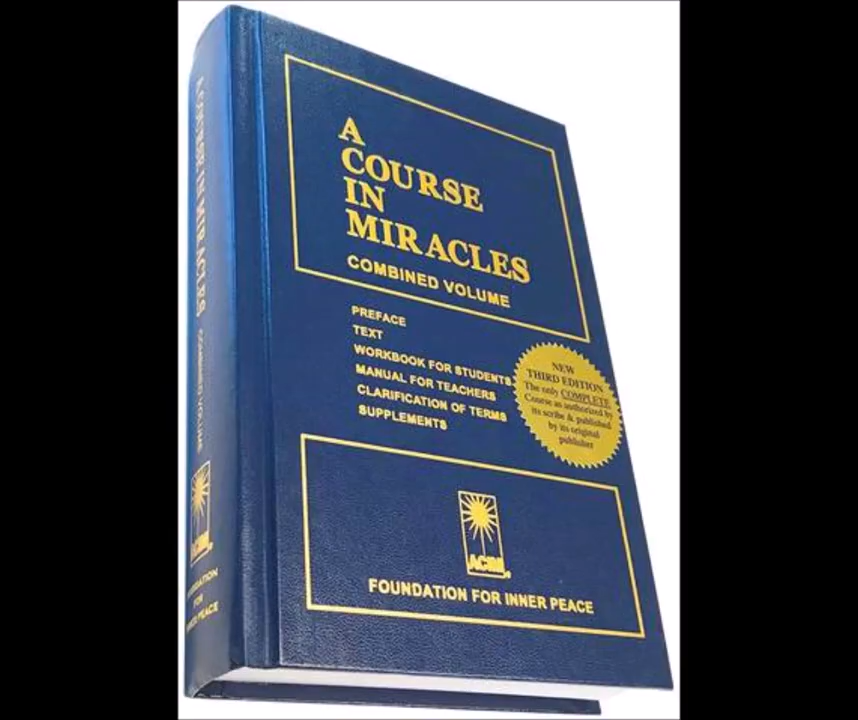 A
COURSE
IN
MIRACLES
COMBINED VOLUME
PREFACE
TEXT
WORKBOOK FOR STUDENTS
MANUAL FOR TEACHERS
CLARIFICATION OF TERMS
SUPPLEMENTS
NEW
THIRD EDITION
The only COMPLETE
Course as authorized by
its scribe & published
by its original
publisher
ACIM®
FOUNDATION FOR INNER PEACE
A COURSE IN MIRACLES COMBINED VOLUME
ACIM®
FOUNDATION
FOR
INNER PEACE